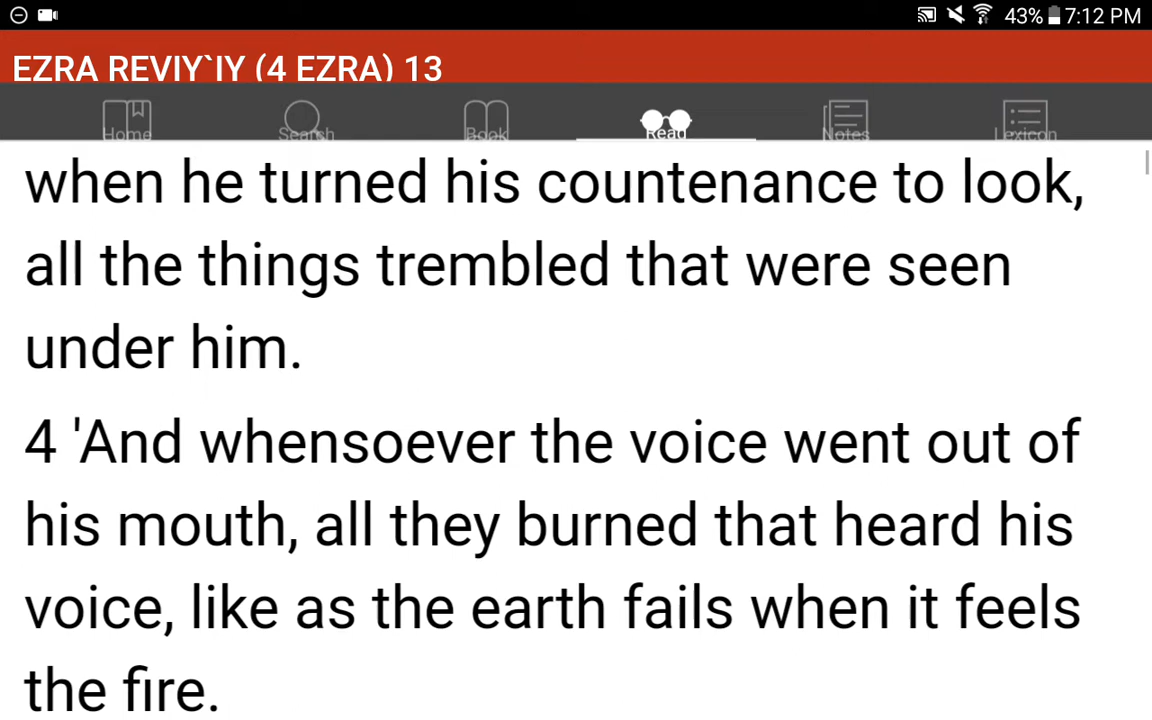 43% 7:12 PM
EZRA REVIY`IY (4 EZRA) 13
Home Search Book Read Notes Lexicon
when he turned his countenance to look,
all the things trembled that were seen
under him.
4 'And whensoever the voice went out of
his mouth, all they burned that heard his
voice, like as the earth fails when it feels
the fire.